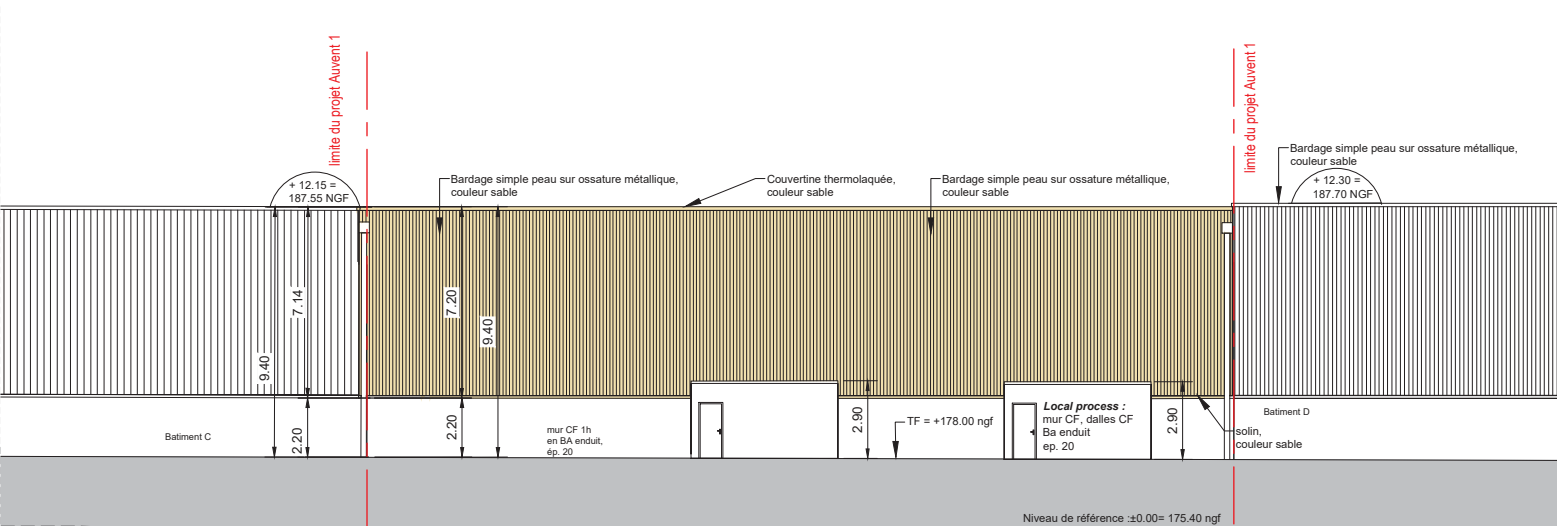 limite du projet Auvent 1
limite du projet Auvent 1
Bardage simple peau sur ossature métallique,
couleur sable
+ 12.15 =
187.55 NGF
Bardage simple peau sur ossature métallique,
couleur sable
Couvertine thermolaquée,
couleur sable
Bardage simple peau sur ossature métallique,
couleur sable
+ 12.30 =
187.70 NGF
7.14
7.20
9.40
9.40
2.20
2.20
2.90
2.90
Batiment C
mur CF 1h
en BA enduit,
ép. 20
TF = +178.00 ngf
Local process :
mur CF, dalles CF
Ba enduit
ep. 20
Batiment D
solin,
couleur sable
Niveau de référence :±0.00= 175.40 ngf